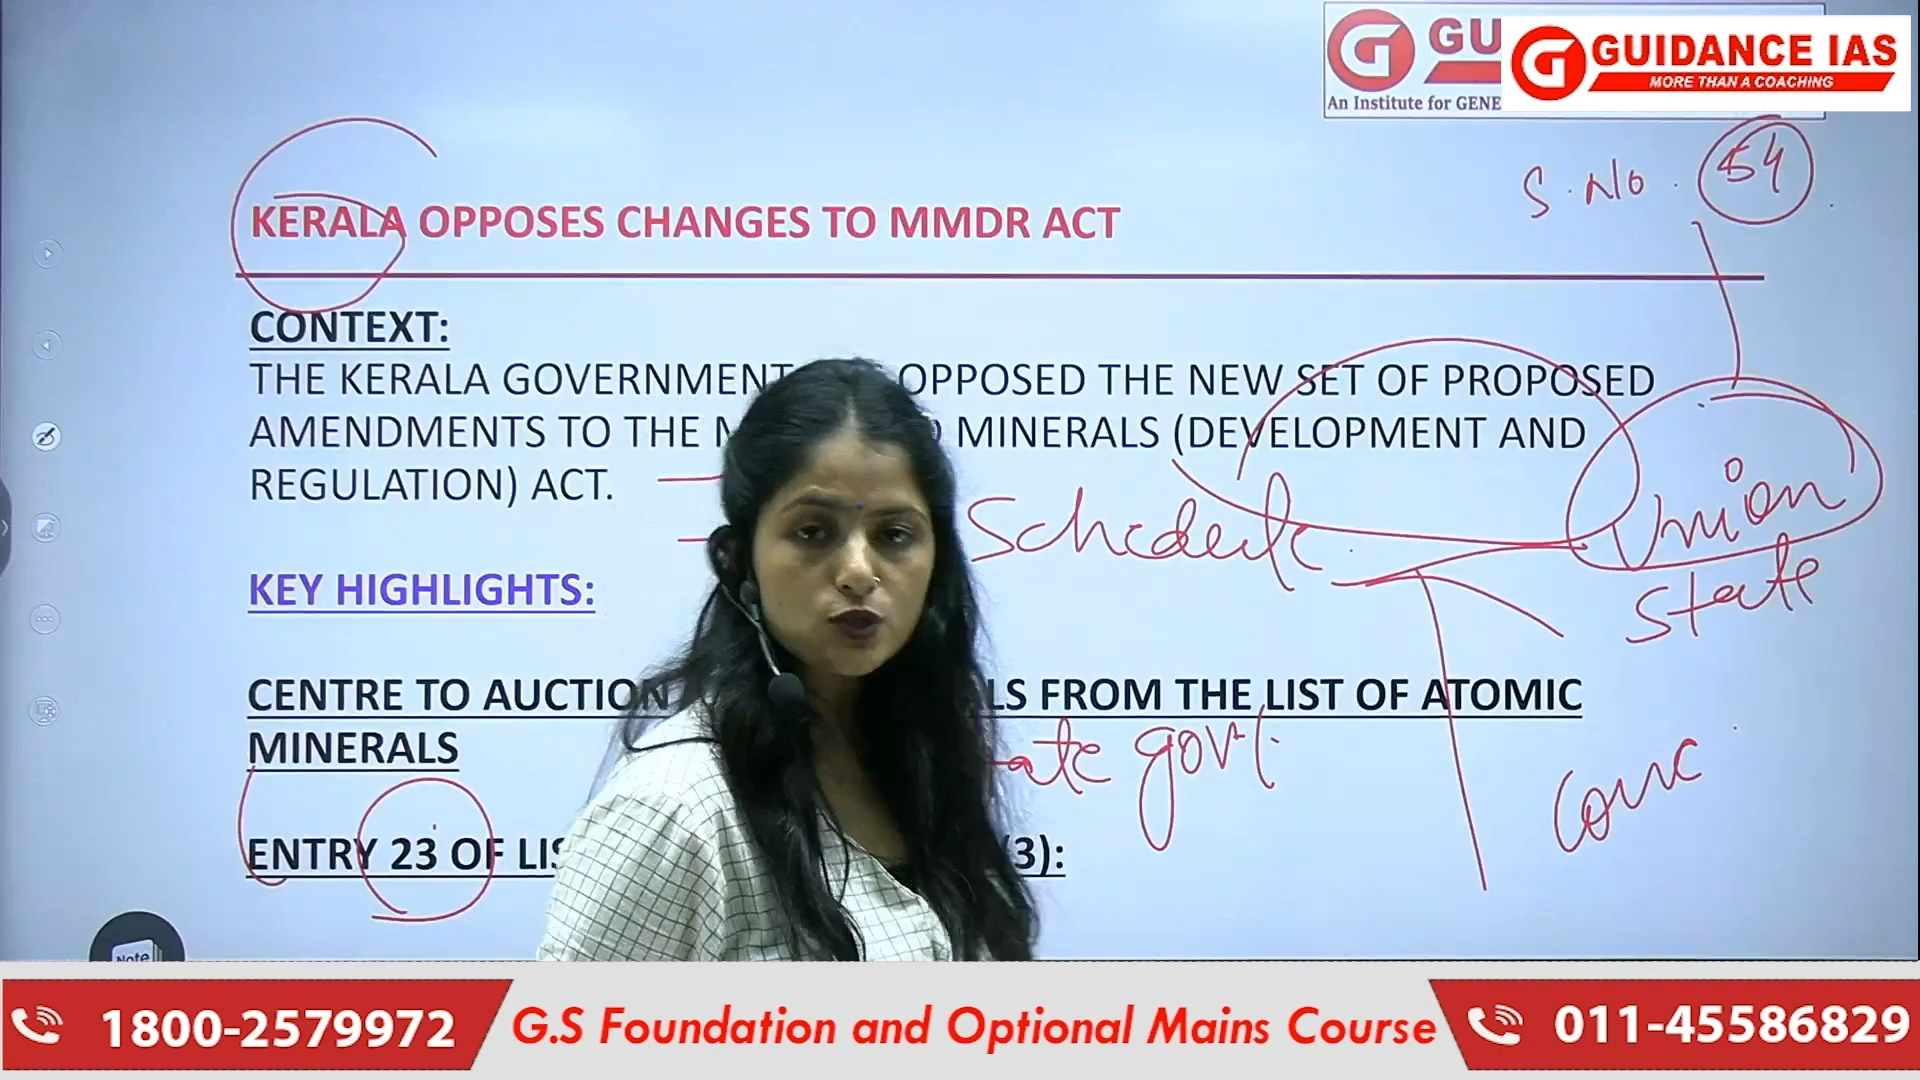 GU
GUIDANCE IAS
MORE THAN A COACHING
An Institute for GENE
S. No. 54
KERALA OPPOSES CHANGES TO MMDR ACT
CONTEXT:
THE KERALA GOVERNMENT OPPOSED THE NEW SET OF PROPOSED
AMENDMENTS TO THE MINERALS (DEVELOPMENT AND
REGULATION) ACT.
Union
State
KEY HIGHLIGHTS:
CENTRE TO AUCTION LS FROM THE LIST OF ATOMIC
MINERALS
ate govt.
Conc
ENTRY 23 OF LIS (3):
Note
1800-2579972
G.S Foundation and Optional Mains Course
011-45586829